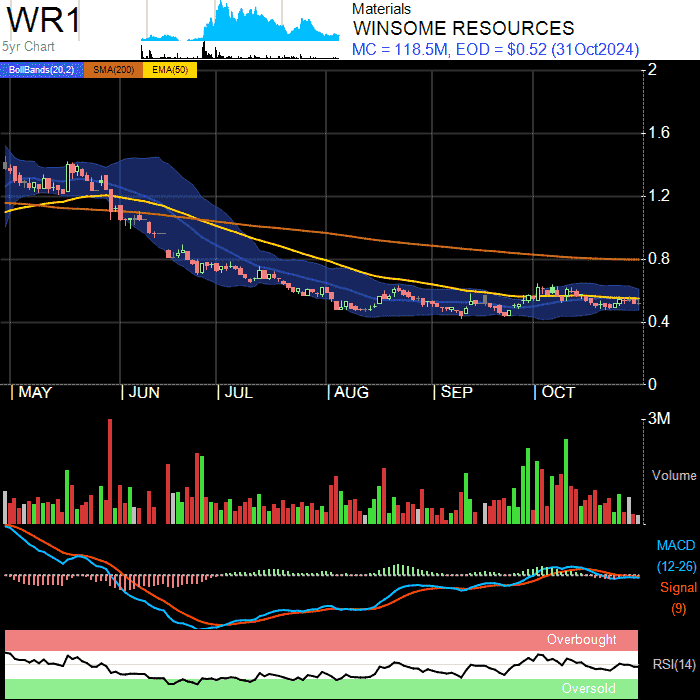 WR1
5yr Chart
Materials
WINSOME RESOURCES
MC = 118.5M, EOD = $0.52 (31Oct2024)
BollBands(20,2) SMA(200) EMA(50)
2
1.6
1.2
0.8
0.4
0
MAY JUN JUL AUG SEP OCT
3M
Volume
MACD
(12-26)
Signal
(9)
Overbought
RSI(14)
Oversold